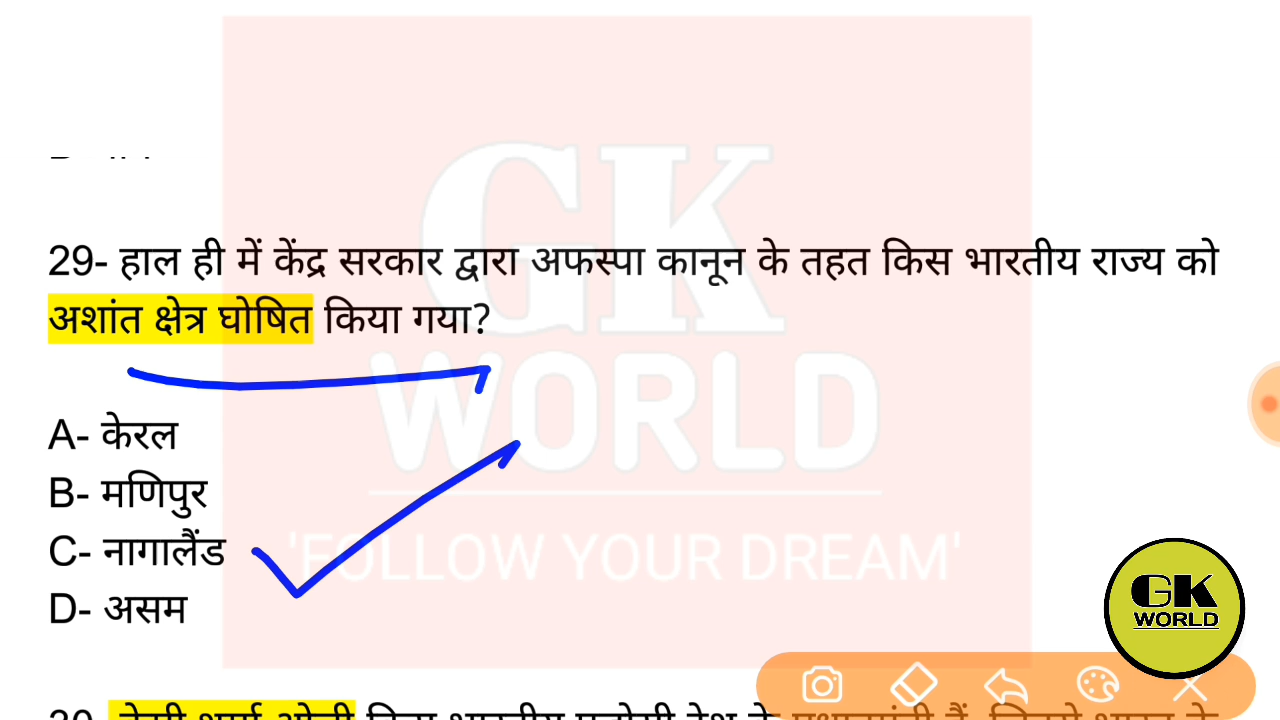 GK
WORLD
'FOLLOW YOUR DREAM'
29- हाल ही में केंद्र सरकार द्वारा अफस्पा कानून के तहत किस भारतीय राज्य को
अशांत क्षेत्र घोषित किया गया?
A- केरल
B- मणिपुर
C- नागालैंड
D- असम
GK
WORLD